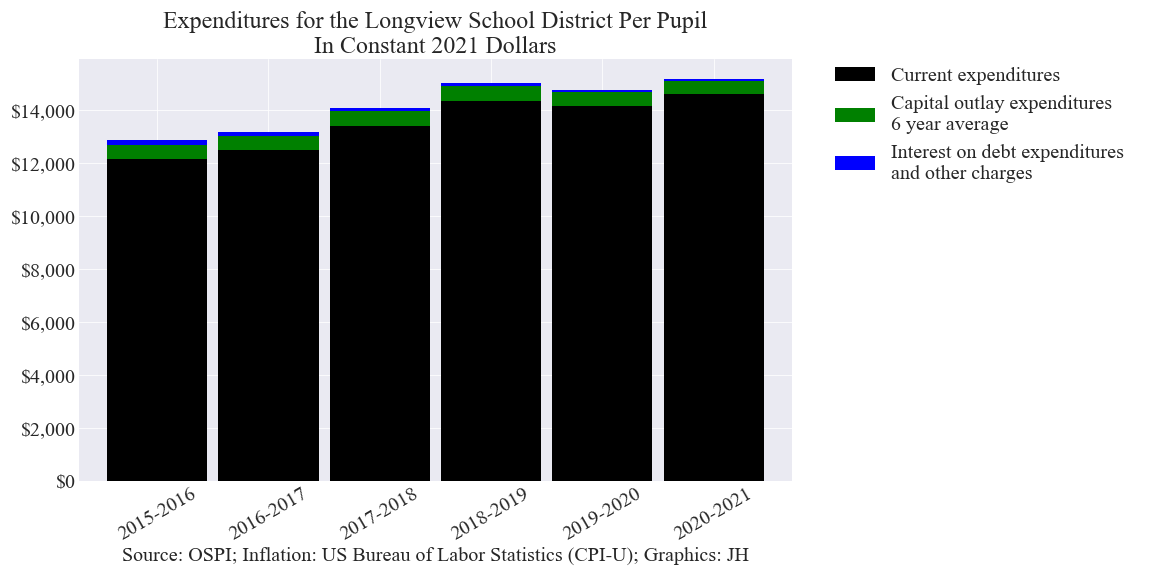 Expenditures for the Longview School District Per Pupil
In Constant 2021 Dollars
Current expenditures
Capital outlay expenditures
6 year average
Interest on debt expenditures
and other charges
$14,000
$12,000
$10,000
$8,000
$6,000
$4,000
$2,000
$0
2015-2016
2016-2017
2017-2018
2018-2019
2019-2020
2020-2021
Source: OSPI; Inflation: US Bureau of Labor Statistics (CPI-U); Graphics: JH